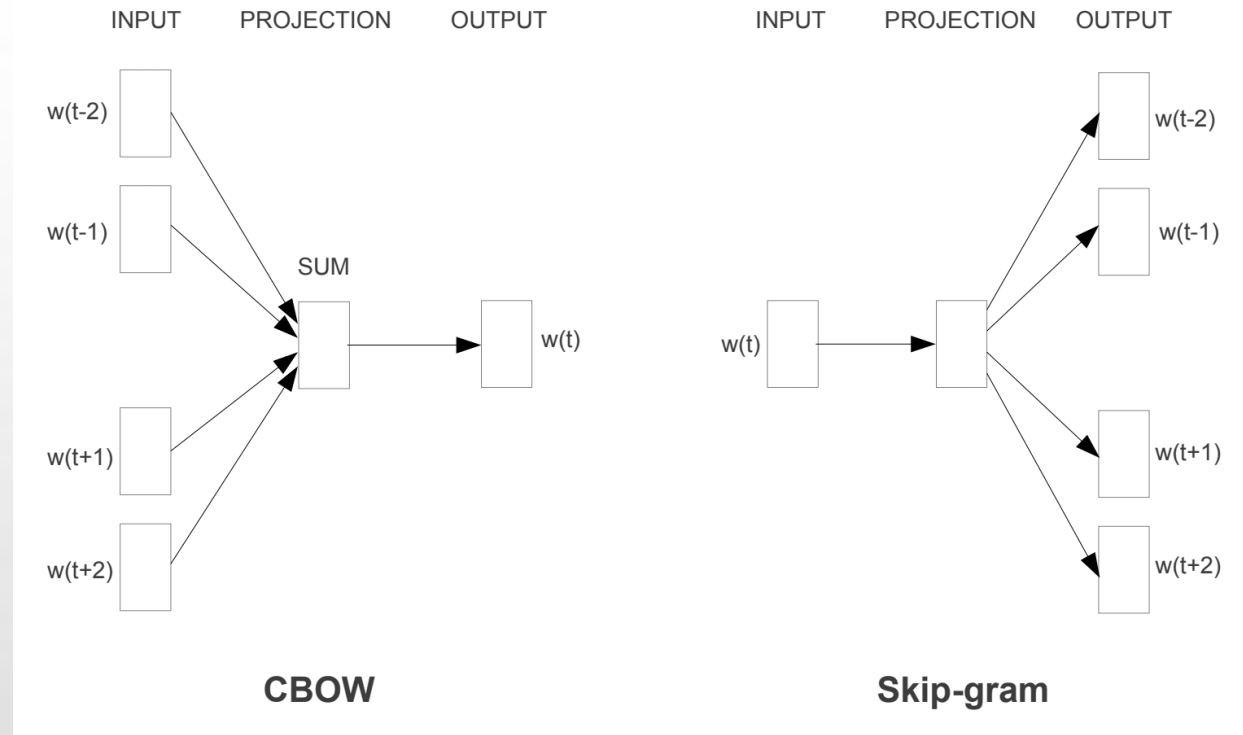 INPUT PROJECTION OUTPUT
w(t-2)
w(t-1)
SUM
w(t)
w(t+1)
w(t+2)
CBOW
INPUT PROJECTION OUTPUT
w(t-2)
w(t-1)
w(t)
w(t+1)
w(t+2)
Skip-gram